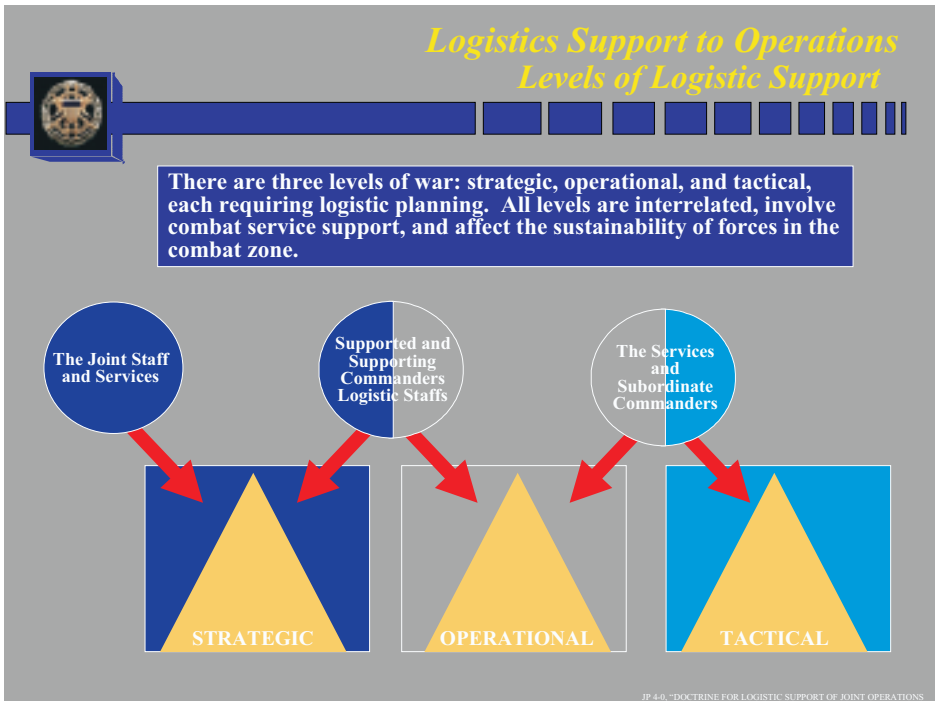 Logistics Support to Operations
Levels of Logistic Support
There are three levels of war: strategic, operational, and tactical,
each requiring logistic planning.  All levels are interrelated, involve
combat service support, and affect the sustainability of forces in the
combat zone.
The Joint Staff
and Services
Supported and
Supporting
Commanders
Logistic Staffs
The Services
and
Subordinate
Commanders
STRATEGIC
OPERATIONAL
TACTICAL
JP 4-0, “DOCTRINE FOR LOGISTIC SUPPORT OF JOINT OPERATIONS